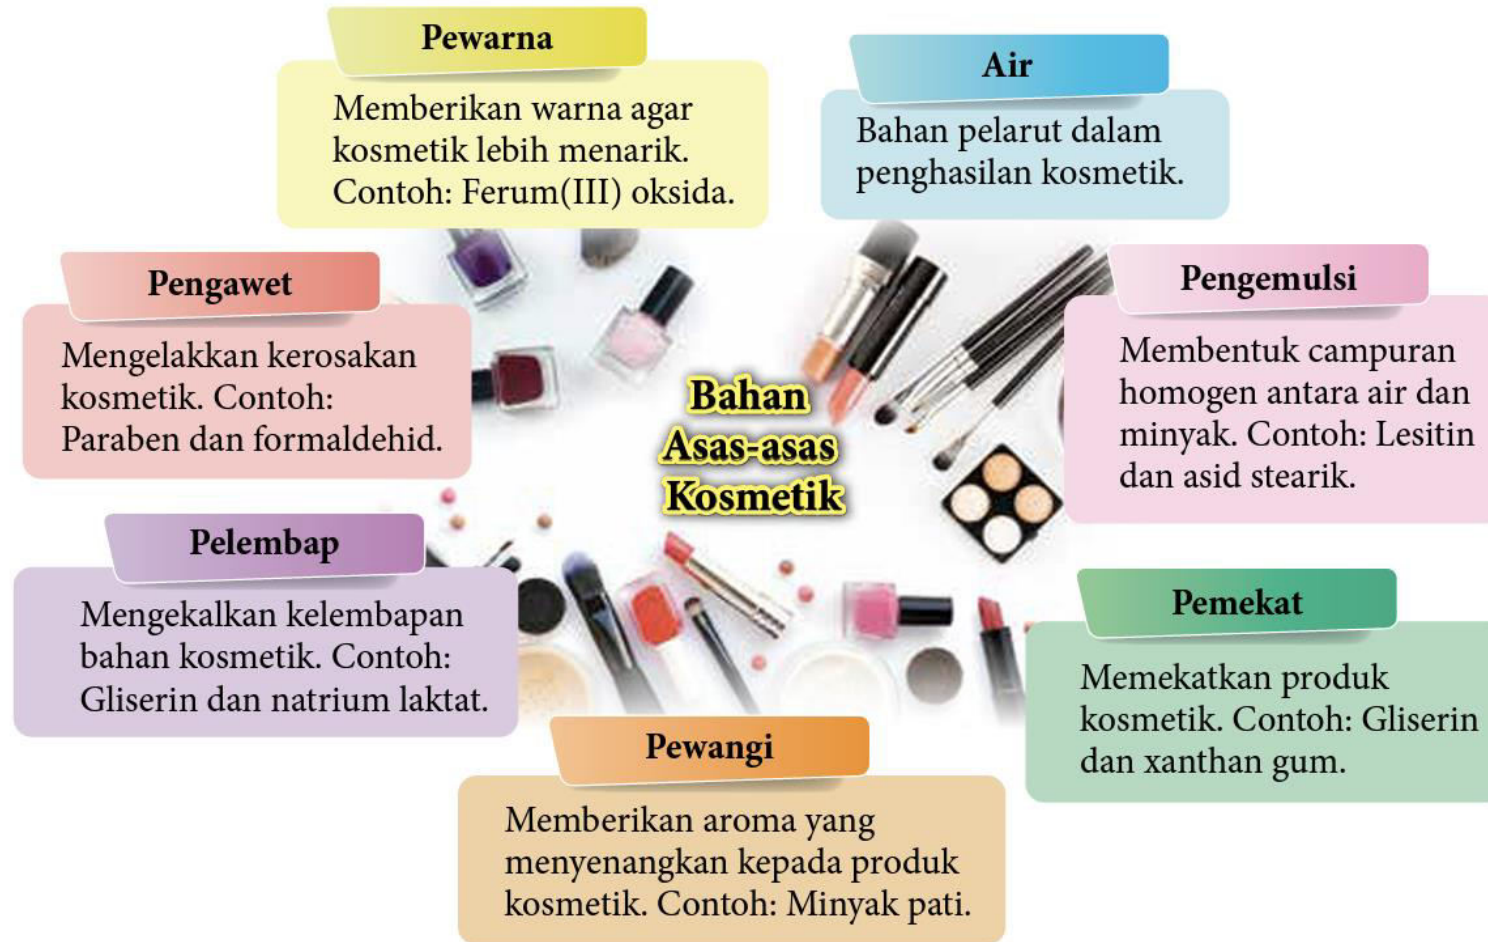 Pewarna
Memberikan warna agar
kosmetik lebih menarik.
Contoh: Ferum(III) oksida.
Air
Bahan pelarut dalam
penghasilan kosmetik.
Pengawet
Mengelakkan kerosakan
kosmetik. Contoh:
Paraben dan formaldehid.
Bahan
Asas-asas
Kosmetik
Pengemulsi
Membentuk campuran
homogen antara air dan
minyak. Contoh: Lesitin
dan asid stearik.
Pelembap
Mengekalkan kelembapan
bahan kosmetik. Contoh:
Gliserin dan natrium laktat.
Pemekat
Memekatkan produk
kosmetik. Contoh: Gliserin
dan xanthan gum.
Pewangi
Memberikan aroma yang
menyenangkan kepada produk
kosmetik. Contoh: Minyak pati.